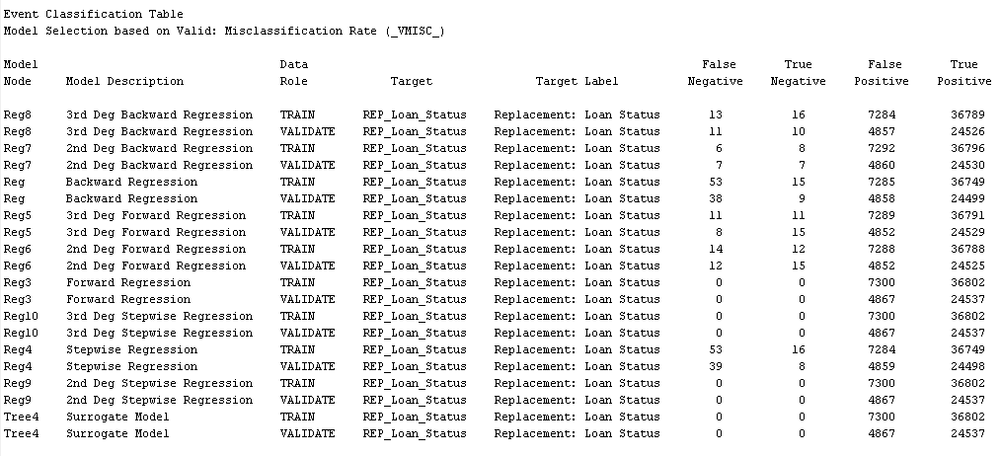 Event Classification Table
Model Selection based on Valid: Misclassification Rate (_VMISC_)
Model Data False True False True
Node Model Description Role Target Target Label Negative Negative Positive Positive
Reg8 3rd Deg Backward Regression TRAIN REP_Loan_Status Replacement: Loan Status 13 16 7284 36789
Reg8 3rd Deg Backward Regression VALIDATE REP_Loan_Status Replacement: Loan Status 11 10 4857 24526
Reg7 2nd Deg Backward Regression TRAIN REP_Loan_Status Replacement: Loan Status 6 8 7292 36796
Reg7 2nd Deg Backward Regression VALIDATE REP_Loan_Status Replacement: Loan Status 7 7 4860 24530
Reg Backward Regression TRAIN REP_Loan_Status Replacement: Loan Status 53 15 7285 36749
Reg Backward Regression VALIDATE REP_Loan_Status Replacement: Loan Status 38 9 4858 24499
Reg5 3rd Deg Forward Regression TRAIN REP_Loan_Status Replacement: Loan Status 11 11 7289 36791
Reg5 3rd Deg Forward Regression VALIDATE REP_Loan_Status Replacement: Loan Status 8 15 4852 24529
Reg6 2nd Deg Forward Regression TRAIN REP_Loan_Status Replacement: Loan Status 14 12 7288 36788
Reg6 2nd Deg Forward Regression VALIDATE REP_Loan_Status Replacement: Loan Status 12 15 4852 24525
Reg3 Forward Regression TRAIN REP_Loan_Status Replacement: Loan Status 0 0 7300 36802
Reg3 Forward Regression VALIDATE REP_Loan_Status Replacement: Loan Status 0 0 4867 24537
Reg10 3rd Deg Stepwise Regression TRAIN REP_Loan_Status Replacement: Loan Status 0 0 7300 36802
Reg10 3rd Deg Stepwise Regression VALIDATE REP_Loan_Status Replacement: Loan Status 0 0 4867 24537
Reg4 Stepwise Regression TRAIN REP_Loan_Status Replacement: Loan Status 53 16 7284 36749
Reg4 Stepwise Regression VALIDATE REP_Loan_Status Replacement: Loan Status 39 8 4859 24498
Reg9 2nd Deg Stepwise Regression TRAIN REP_Loan_Status Replacement: Loan Status 0 0 7300 36802
Reg9 2nd Deg Stepwise Regression VALIDATE REP_Loan_Status Replacement: Loan Status 0 0 4867 24537
Tree4 Surrogate Model TRAIN REP_Loan_Status Replacement: Loan Status 0 0 7300 36802
Tree4 Surrogate Model VALIDATE REP_Loan_Status Replacement: Loan Status 0 0 4867 24537